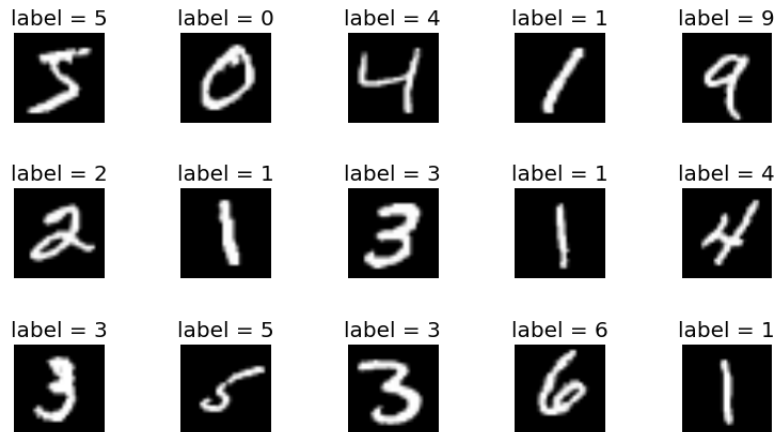 label = 5 label = 0 label = 4 label = 1 label = 9
5 0 4 1 9
label = 2 label = 1 label = 3 label = 1 label = 4
2 1 3 1 4
label = 3 label = 5 label = 3 label = 6 label = 1
3 5 3 6 1